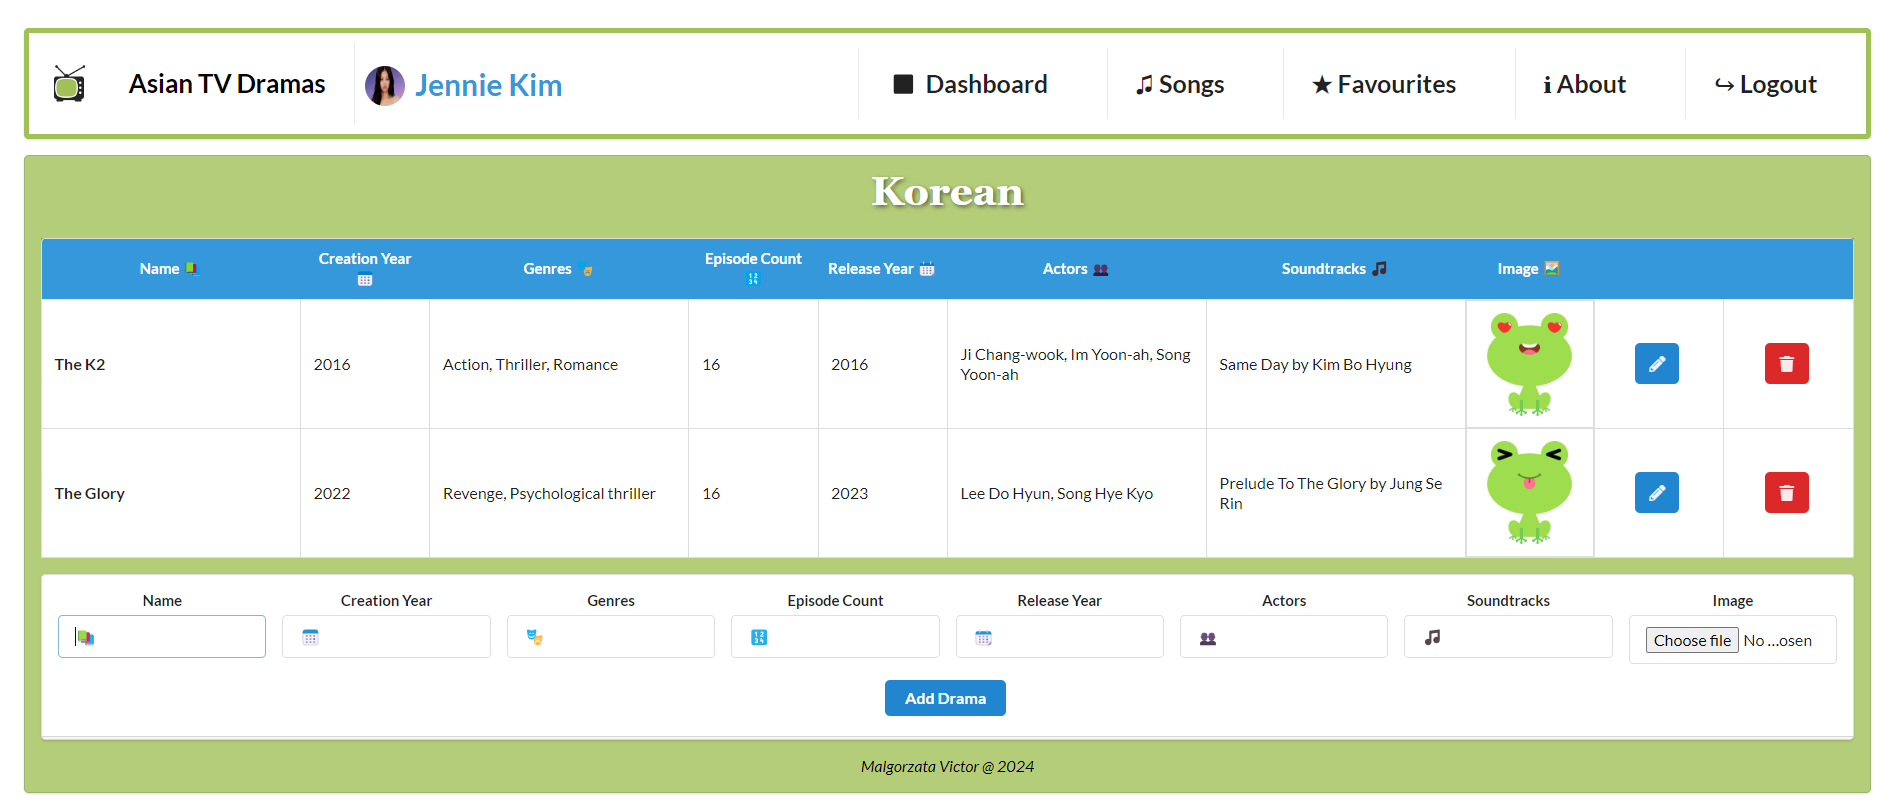 Asian TV Dramas
Jennie Kim
Dashboard
Songs
Favourites
About
Logout
Korean
Name
Creation Year
Genres
Episode Count
Release Year
Actors
Soundtracks
Image
The K2
2016
Action, Thriller, Romance
16
2016
Ji Chang-wook, Im Yoon-ah, Song
Yoon-ah
Same Day by Kim Bo Hyung
The Glory
2022
Revenge, Psychological thriller
16
2023
Lee Do Hyun, Song Hye Kyo
Prelude To The Glory by Jung Se
Rin
Name
Creation Year
Genres
Episode Count
Release Year
Actors
Soundtracks
Image
Choose file No ...osen
Add Drama
Malgorzata Victor @ 2024